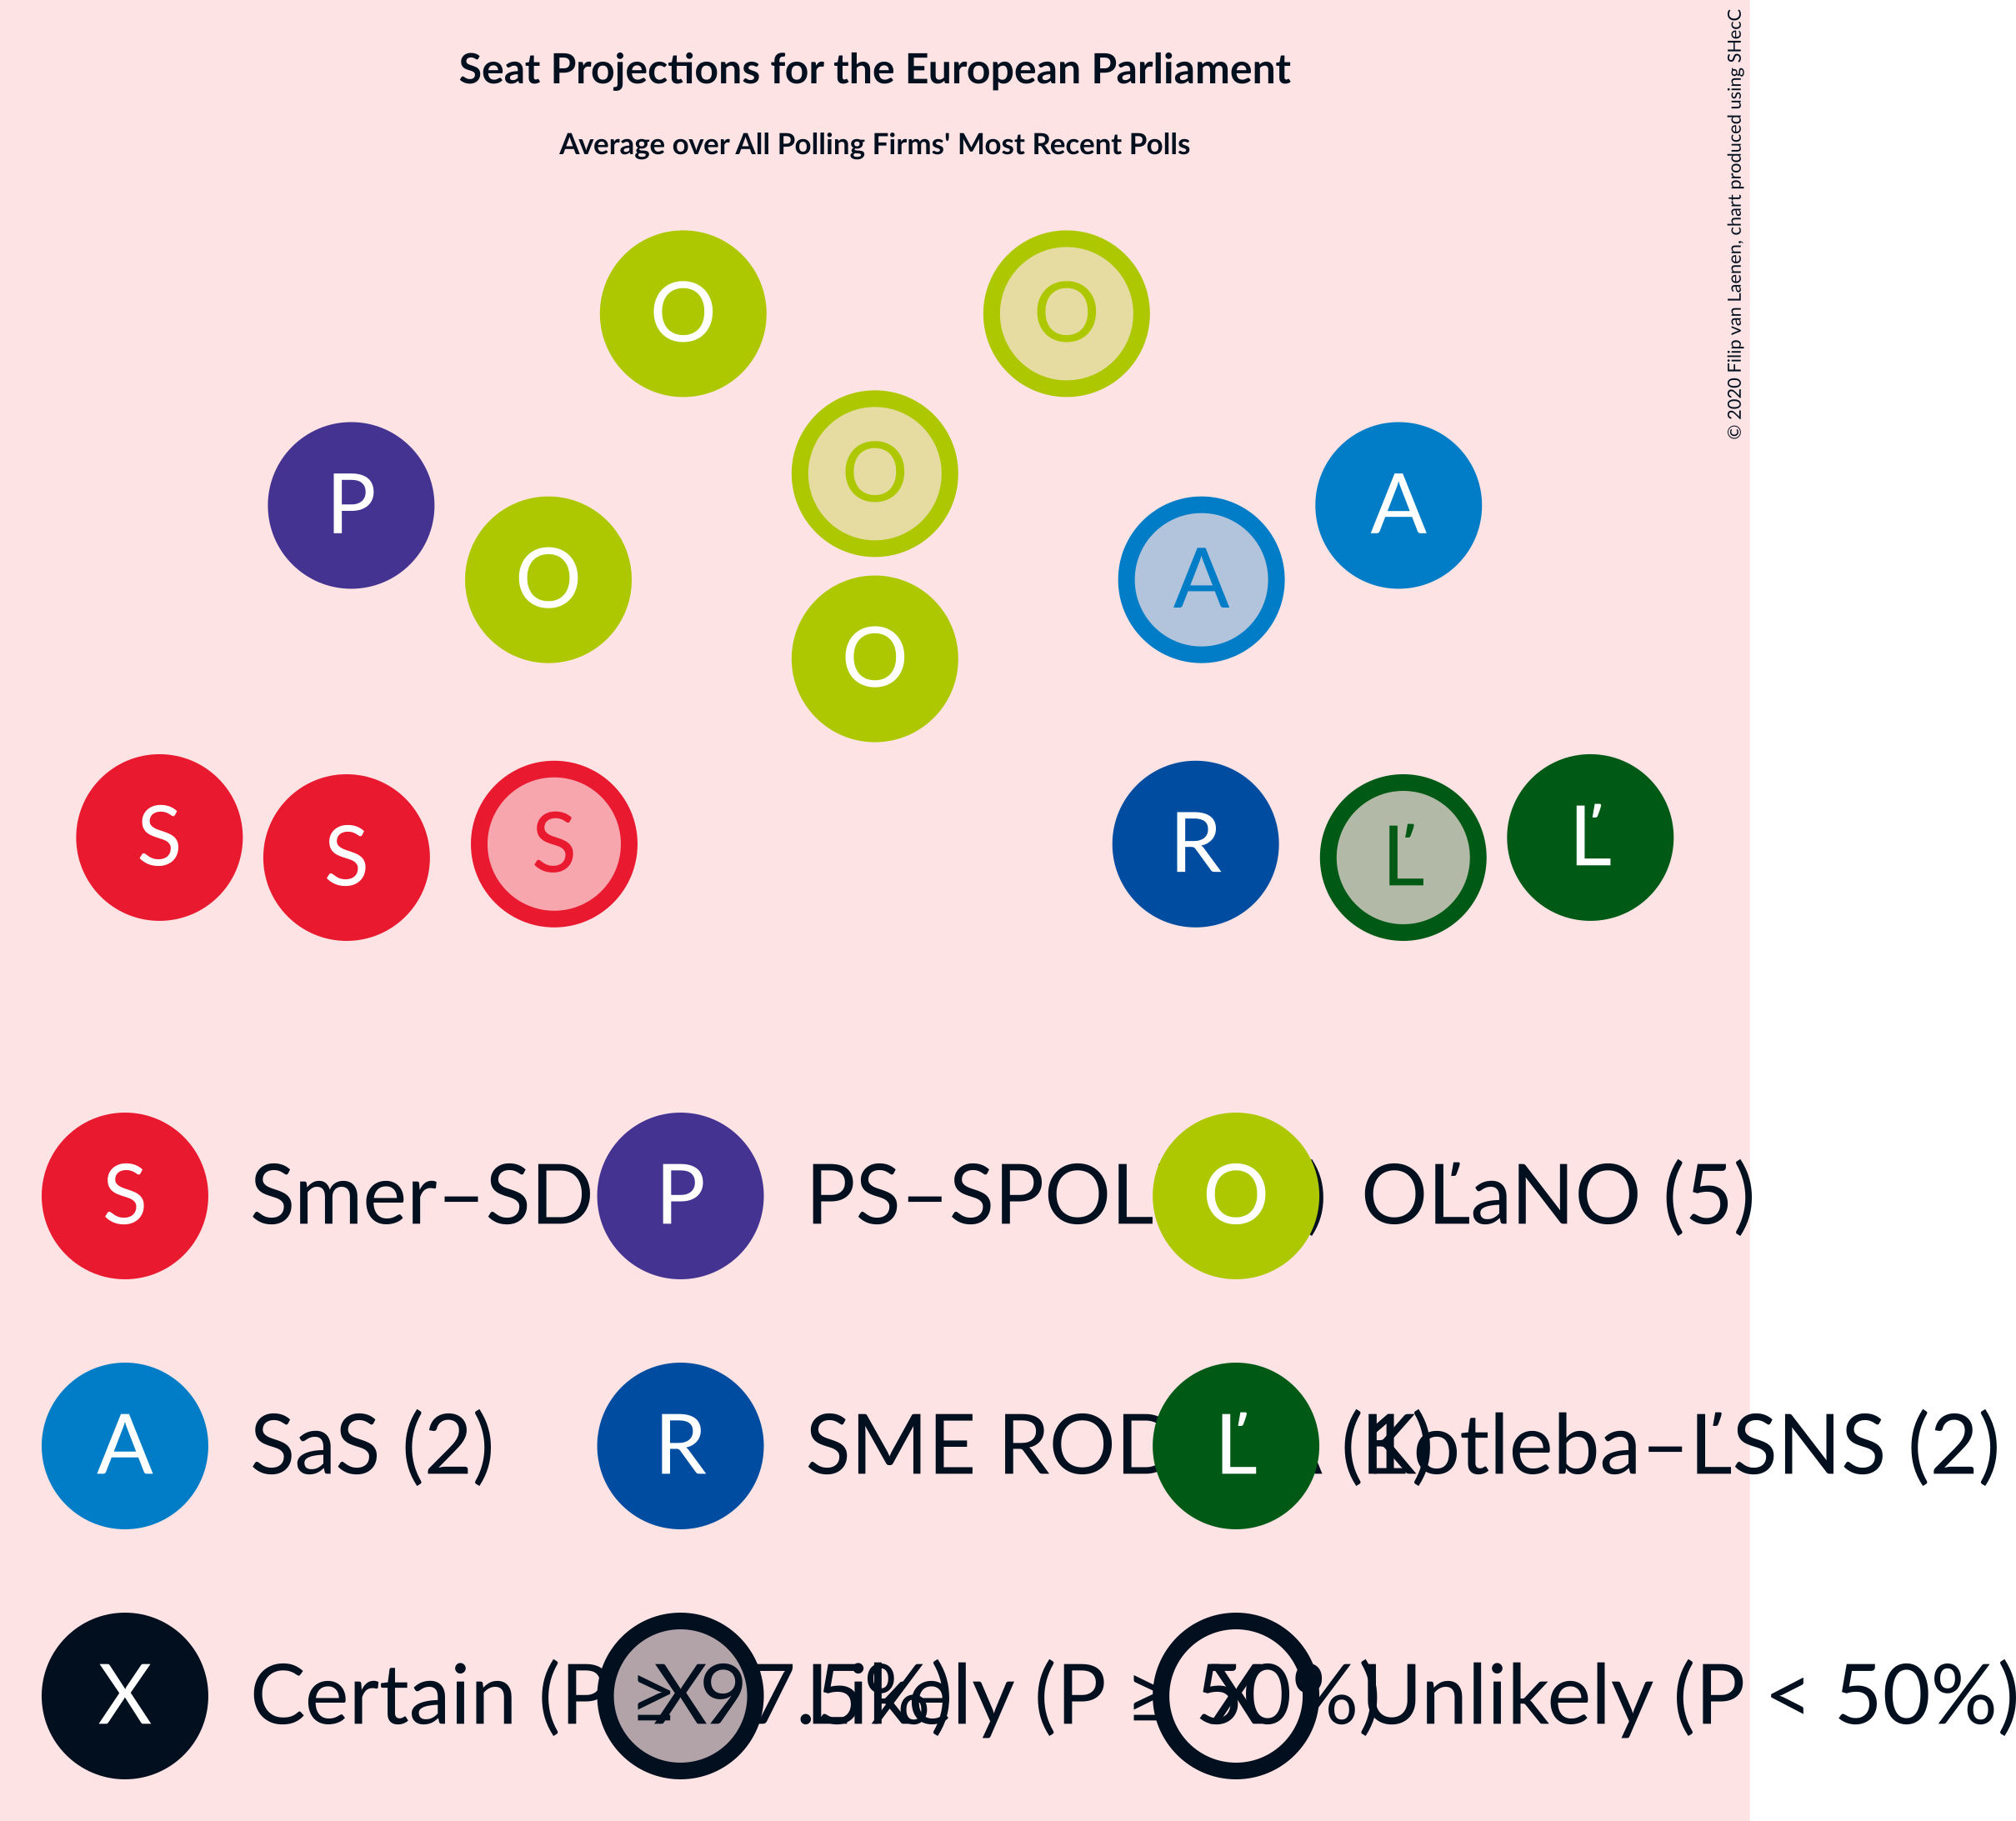 Seat Projections for the European Parliament
Average over All Polling Firms' Most Recent Polls
© 2020 Filip van Laenen, chart produced using SHecC
O O
O
P A
O A
O
S S S R Ľ Ľ
S Smer–SD P PS–SPOL O ) OĽaNO (5)
A SaS (2) R SME ROD Ľ Kotleba–ĽSNS (2)
X Certain (P ≥ 97.5%) X Likely (P ≥ 50%) X Unlikely (P < 50%)